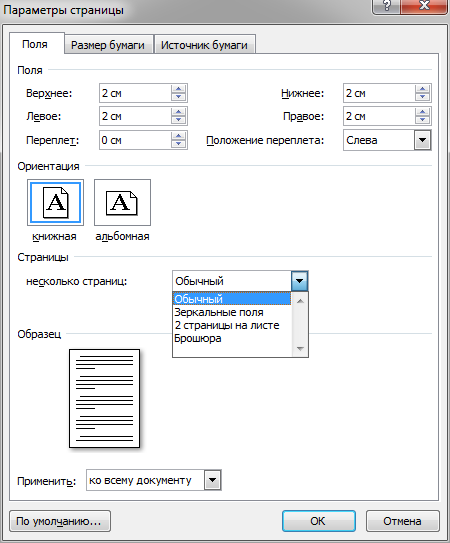 Параметры страницы
Поля Размер бумаги Источник бумаги
Поля
Верхнее: 2 см Нижнее: 2 см
Левое: 2 см Правое: 2 см
Переплет: 0 см Положение переплета: Слева
Ориентация
A A
книжная альбомная
Страницы
несколько страниц: Обычный
Обычный
Зеркальные поля
2 страницы на листе
Брошюра
Образец
Применить: ко всему документу
По умолчанию... ОК Отмена